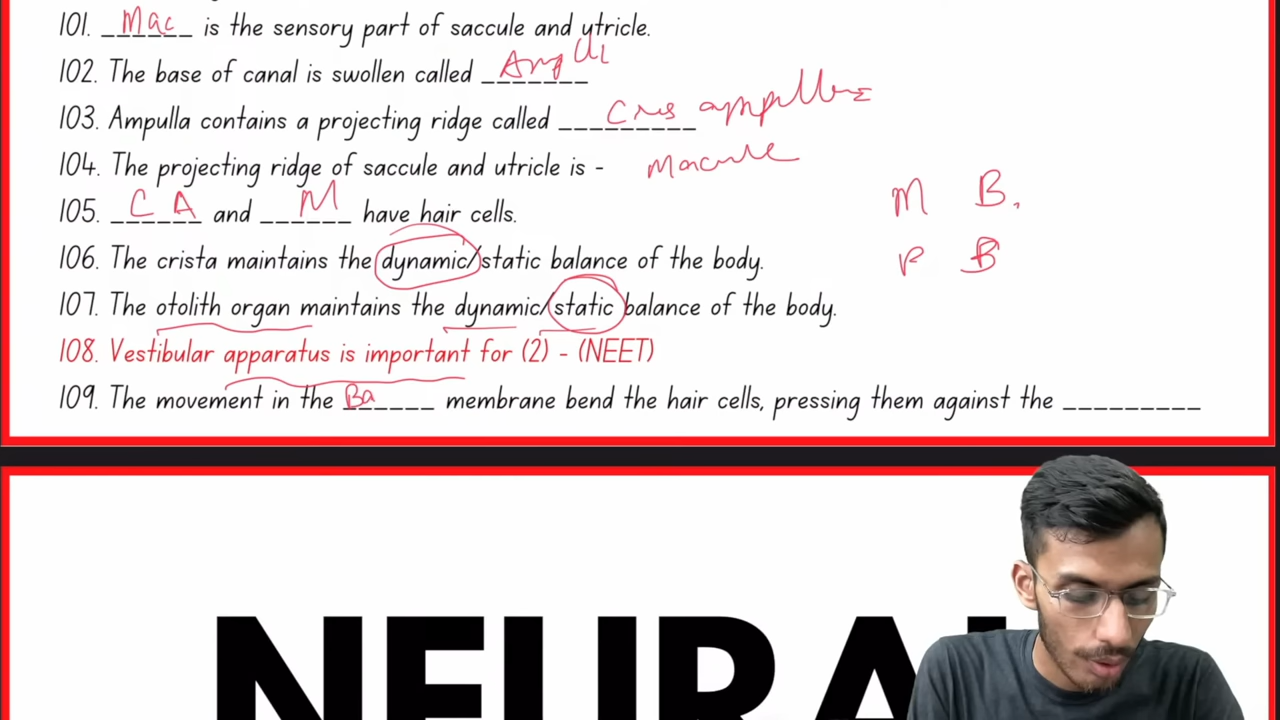 101. Mac is the sensory part of saccule and utricle.
102. The base of canal is swollen called Ampul
103. Ampulla contains a projecting ridge called Cris ampullaris
104. The projecting ridge of saccule and utricle is - Macule
105. C A and M have hair cells.
M B.
106. The crista maintains the dynamic/static balance of the body.
P B
107. The otolith organ maintains the dynamic/static balance of the body.
108. Vestibular apparatus is important for (2) - (NEET)
109. The movement in the Ba______ membrane bend the hair cells, pressing them against the _________
NEURAL